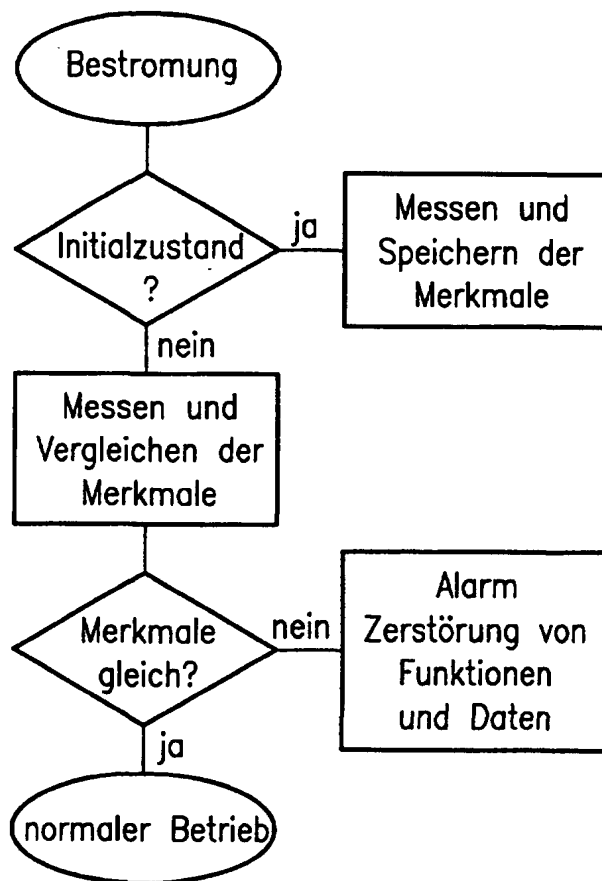 Bestromung
Initialzustand
?
ja
Messen und
Speichern der
Merkmale
nein
Messen und
Vergleichen der
Merkmale
Merkmale
gleich?
nein
Alarm
Zerstörung von
Funktionen
und Daten
ja
normaler Betrieb